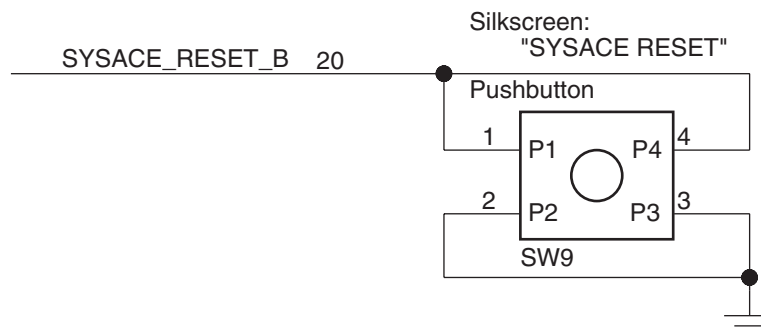 Silkscreen:
"SYSACE RESET"
SYSACE_RESET_B 20
Pushbutton
1 P1 P4 4
2 P2 P3 3
SW9